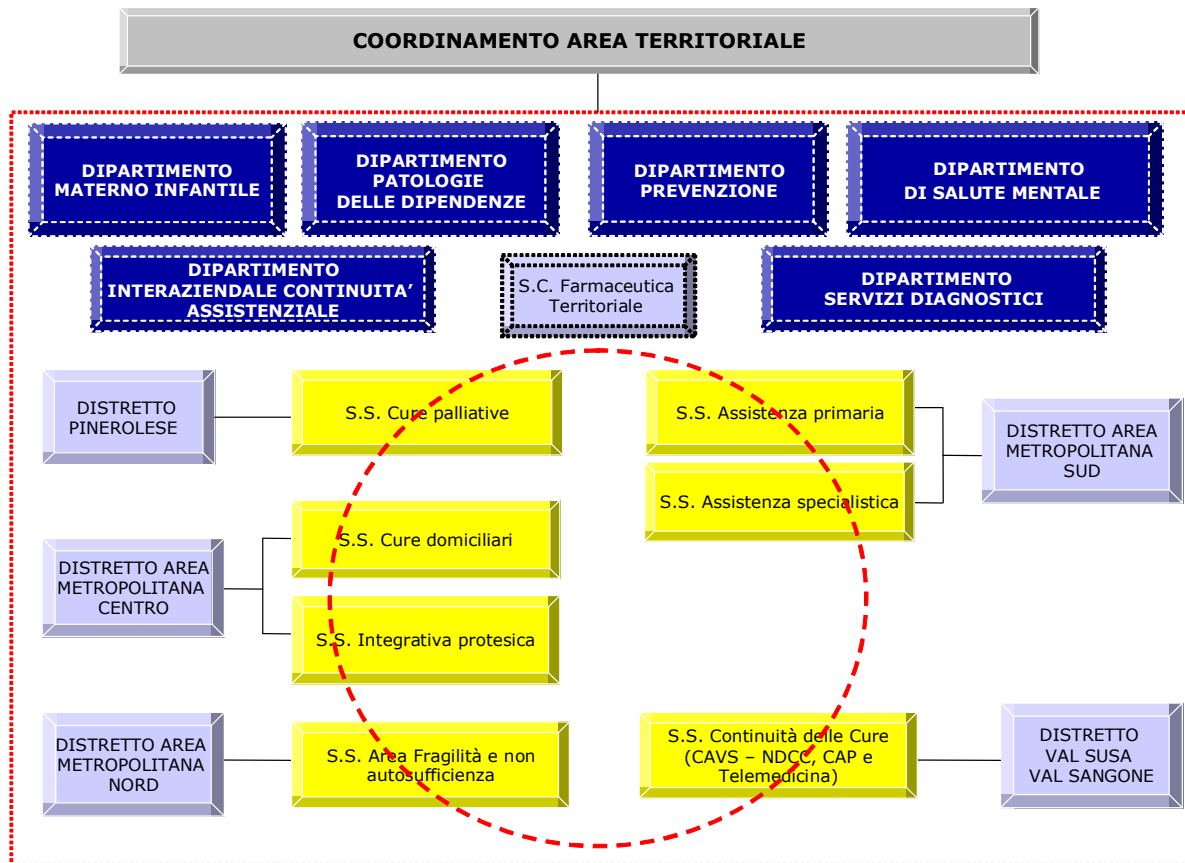 COORDINAMENTO AREA TERRITORIALE
DIPARTIMENTO
MATERNO INFANTILE
DIPARTIMENTO
PATOLOGIE
DELLE DIPENDENZE
DIPARTIMENTO
PREVENZIONE
DIPARTIMENTO
DI SALUTE MENTALE
DIPARTIMENTO
INTERAZIENDALE CONTINUITA’
ASSISTENZIALE
S.C. Farmaceutica
Territoriale
DIPARTIMENTO
SERVIZI DIAGNOSTICI
DISTRETTO
PINEROLESE
S.S. Cure palliative
S.S. Assistenza primaria
S.S. Assistenza specialistica
DISTRETTO AREA
METROPOLITANA
SUD
DISTRETTO AREA
METROPOLITANA
CENTRO
S.S. Cure domiciliari
S.S. Integrativa protesica
DISTRETTO AREA
METROPOLITANA
NORD
S.S. Area Fragilità e non
autosufficienza
S.S. Continuità delle Cure
(CAVS – NDCC, CAP e
Telemedicina)
DISTRETTO
VAL SUSA
VAL SANGONE